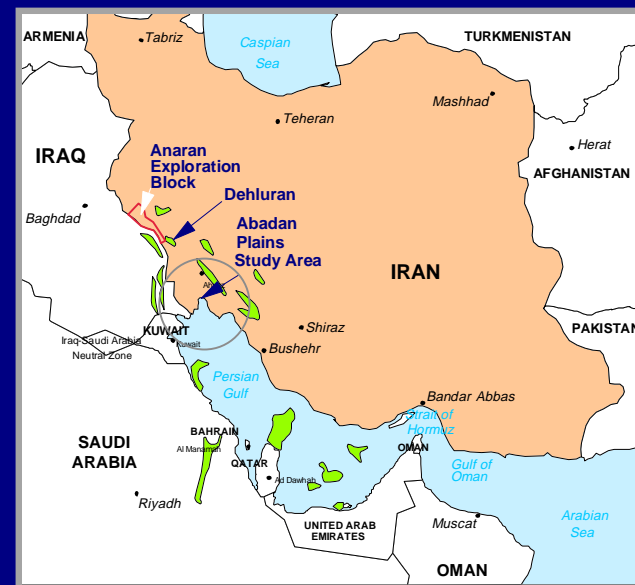 ARMENIA
Tabriz
Caspian
Sea
TURKMENISTAN
Mashhad
Teheran
Herat
AFGHANISTAN
IRAQ
Anaran
Exploration
Block
Baghdad
Dehluran
Abadan
Plains
Study Area
IRAN
KUWAIT
Kuwait
Iraq-Saudi Arabia
Neutral Zone
Shiraz
Bushehr
PAKISTAN
Persian
Gulf
Bandar Abbas
Strait of
Hormuz
BAHRAIN
Al Manamah
QATAR
Ad Dawhah
OMAN
SAUDI
ARABIA
Gulf of
Oman
Riyadh
UNITED ARAB
EMIRATES
Muscat
Arabian
Sea
OMAN